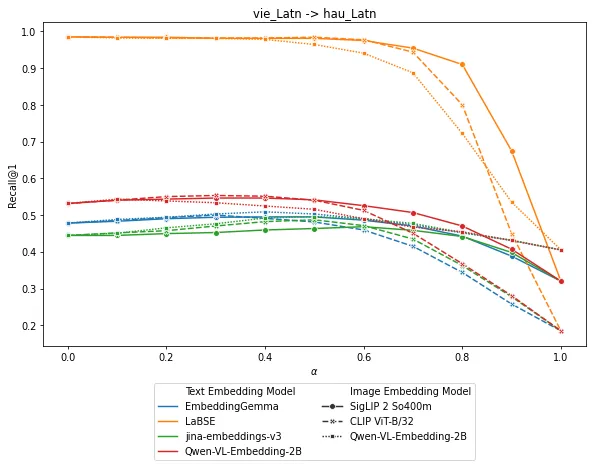 vie_Latn -> hau_Latn
1.0
0.9
0.8
0.7
0.6
0.5
0.4
0.3
0.2
Recall@1
0.0 0.2 0.4 0.6 0.8 1.0
α
Text Embedding Model Image Embedding Model
EmbeddingGemma SigLIP 2 So400m
LaBSE CLIP ViT-B/32
jina-embeddings-v3 Qwen-VL-Embedding-2B
Qwen-VL-Embedding-2B